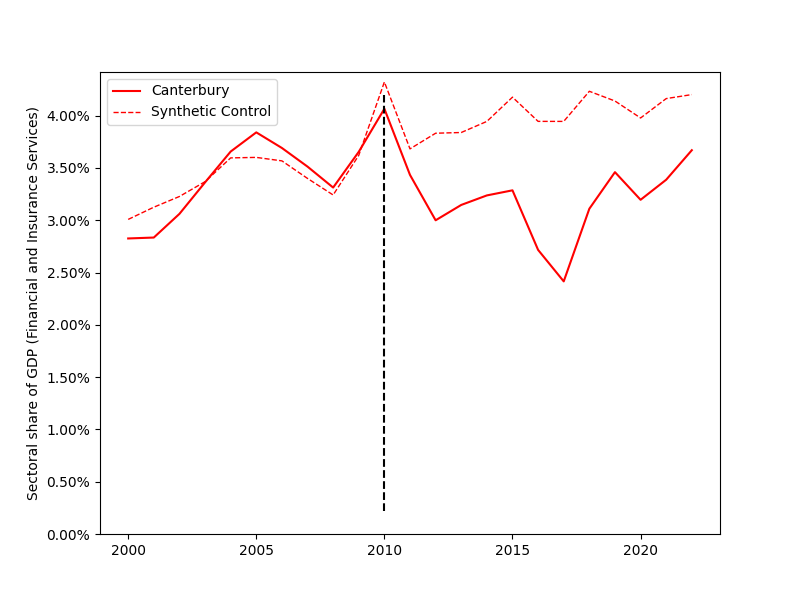 Canterbury
Synthetic Control
Sectoral share of GDP (Financial and Insurance Services)
4.00%
3.50%
3.00%
2.50%
2.00%
1.50%
1.00%
0.50%
0.00%
2000 2005 2010 2015 2020